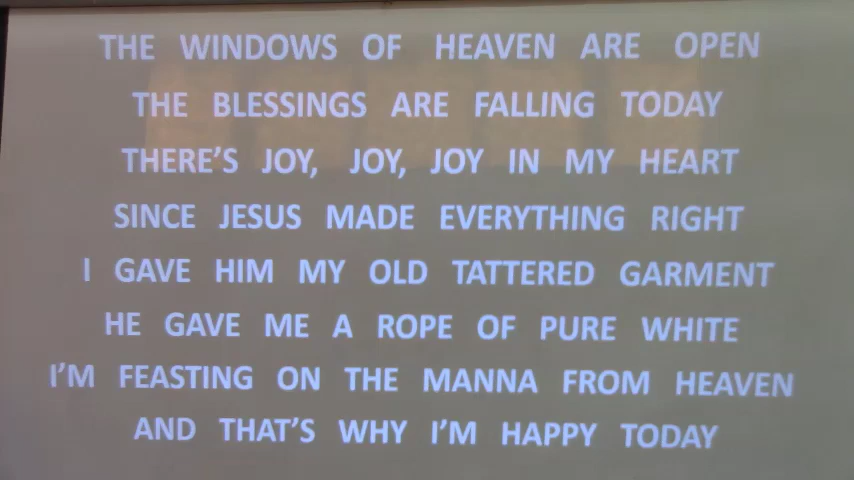 THE WINDOWS OF HEAVEN ARE OPEN
THE BLESSINGS ARE FALLING TODAY
THERE'S JOY, JOY, JOY IN MY HEART
SINCE JESUS MADE EVERYTHING RIGHT
I GAVE HIM MY OLD TATTERED GARMENT
HE GAVE ME A ROPE OF PURE WHITE
I'M FEASTING ON THE MANNA FROM HEAVEN
AND THAT'S WHY I'M HAPPY TODAY